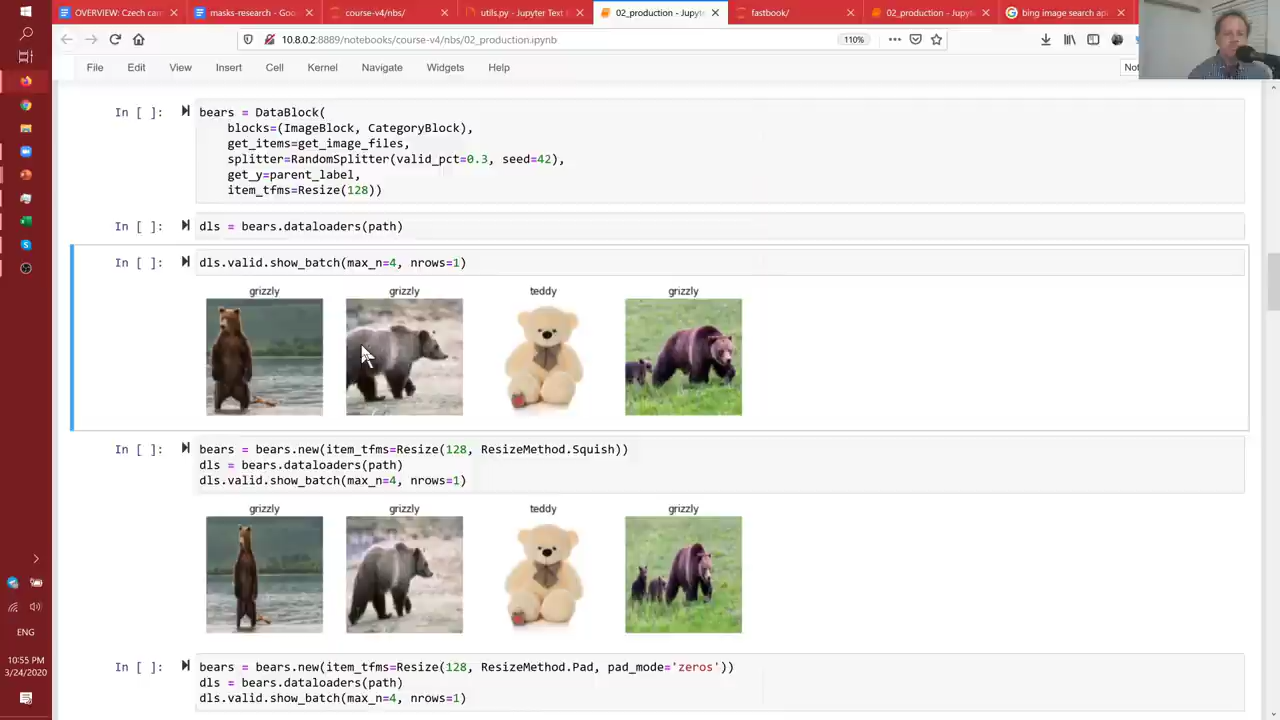 OVERVIEW: Czech cam
masks-research - Goo
course-v4/nbs/
utils.py - Jupyter Text
02_production - Jupyte
fastbook/
02_production - Jupyte
bing image search ap
10.8.0.2:8889/notebooks/course-v4/nbs/02_production.ipynb
110%
File Edit View Insert Cell Kernel Navigate Widgets Help
Not
In [ ]:
bears = DataBlock(
blocks=(ImageBlock, CategoryBlock),
get_items=get_image_files,
splitter=RandomSplitter(valid_pct=0.3, seed=42),
get_y=parent_label,
item_tfms=Resize(128))
In [ ]:
dls = bears.dataloaders(path)
In [ ]:
dls.valid.show_batch(max_n=4, nrows=1)
grizzly grizzly teddy grizzly
In [ ]:
bears = bears.new(item_tfms=Resize(128, ResizeMethod.Squish))
dls = bears.dataloaders(path)
dls.valid.show_batch(max_n=4, nrows=1)
grizzly grizzly teddy grizzly
In [ ]:
bears = bears.new(item_tfms=Resize(128, ResizeMethod.Pad, pad_mode='zeros'))
dls = bears.dataloaders(path)
dls.valid.show_batch(max_n=4, nrows=1)
ENG
10:55 PM
3/24/2020